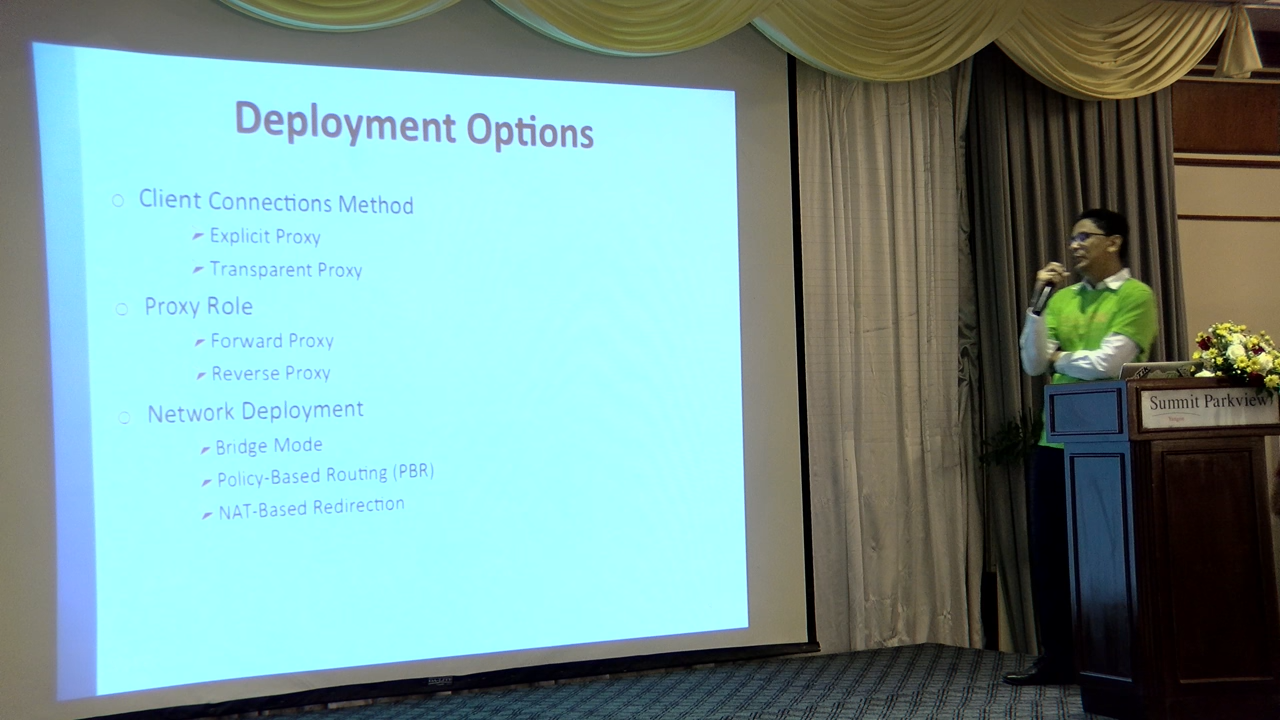 Deployment Options
Client Connections Method
Explicit Proxy
Transparent Proxy
Proxy Role
Forward Proxy
Reverse Proxy
Network Deployment
Bridge Mode
Policy-Based Routing (PBR)
NAT-Based Redirection
Summit Parkview